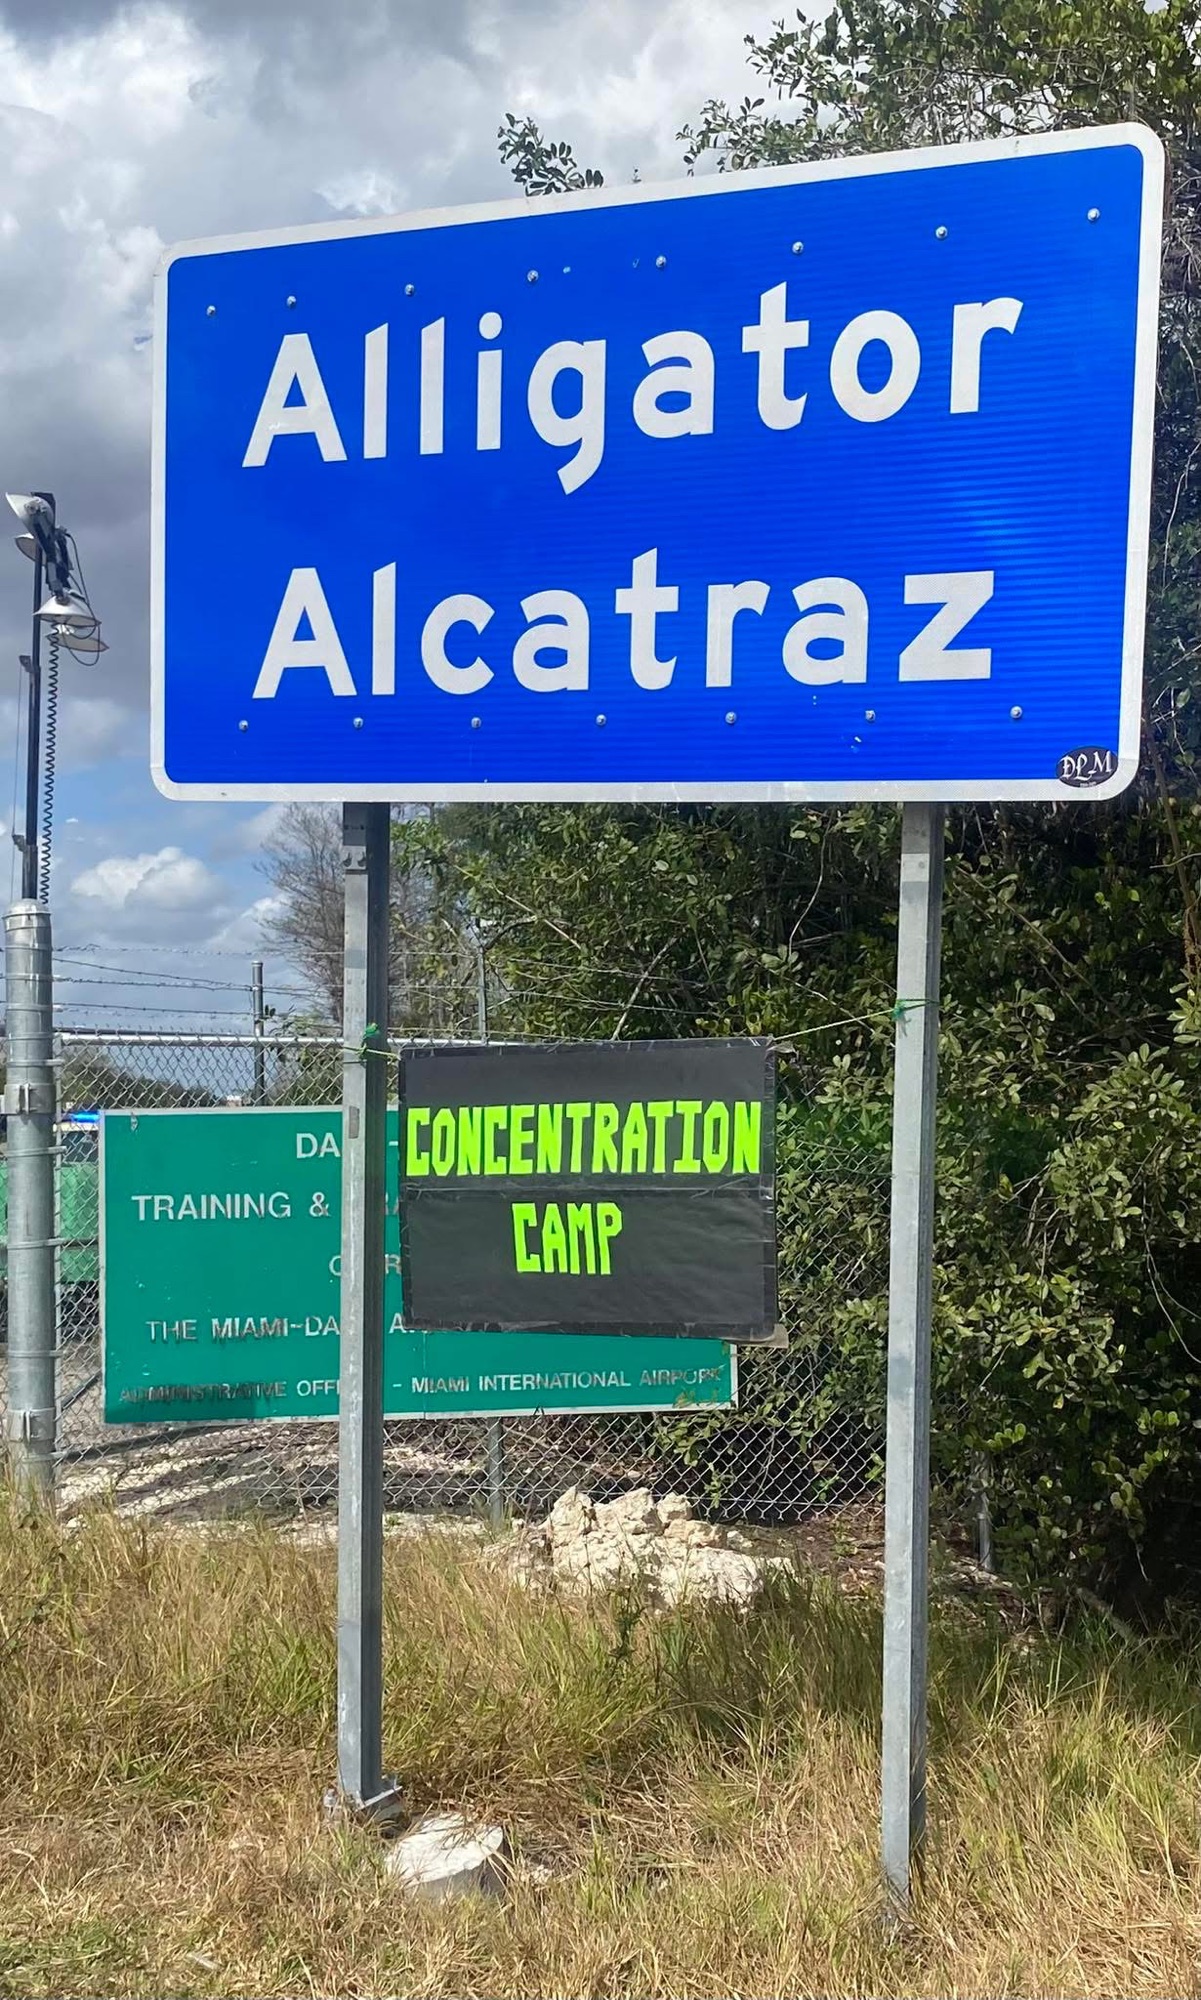 Alligator
Alcatraz
DLM
CONCENTRATION
CAMP
TRAINING &
THE MIAMI-DA
ADMINISTRATIVE OFF - MIAMI INTERNATIONAL AIRPORT